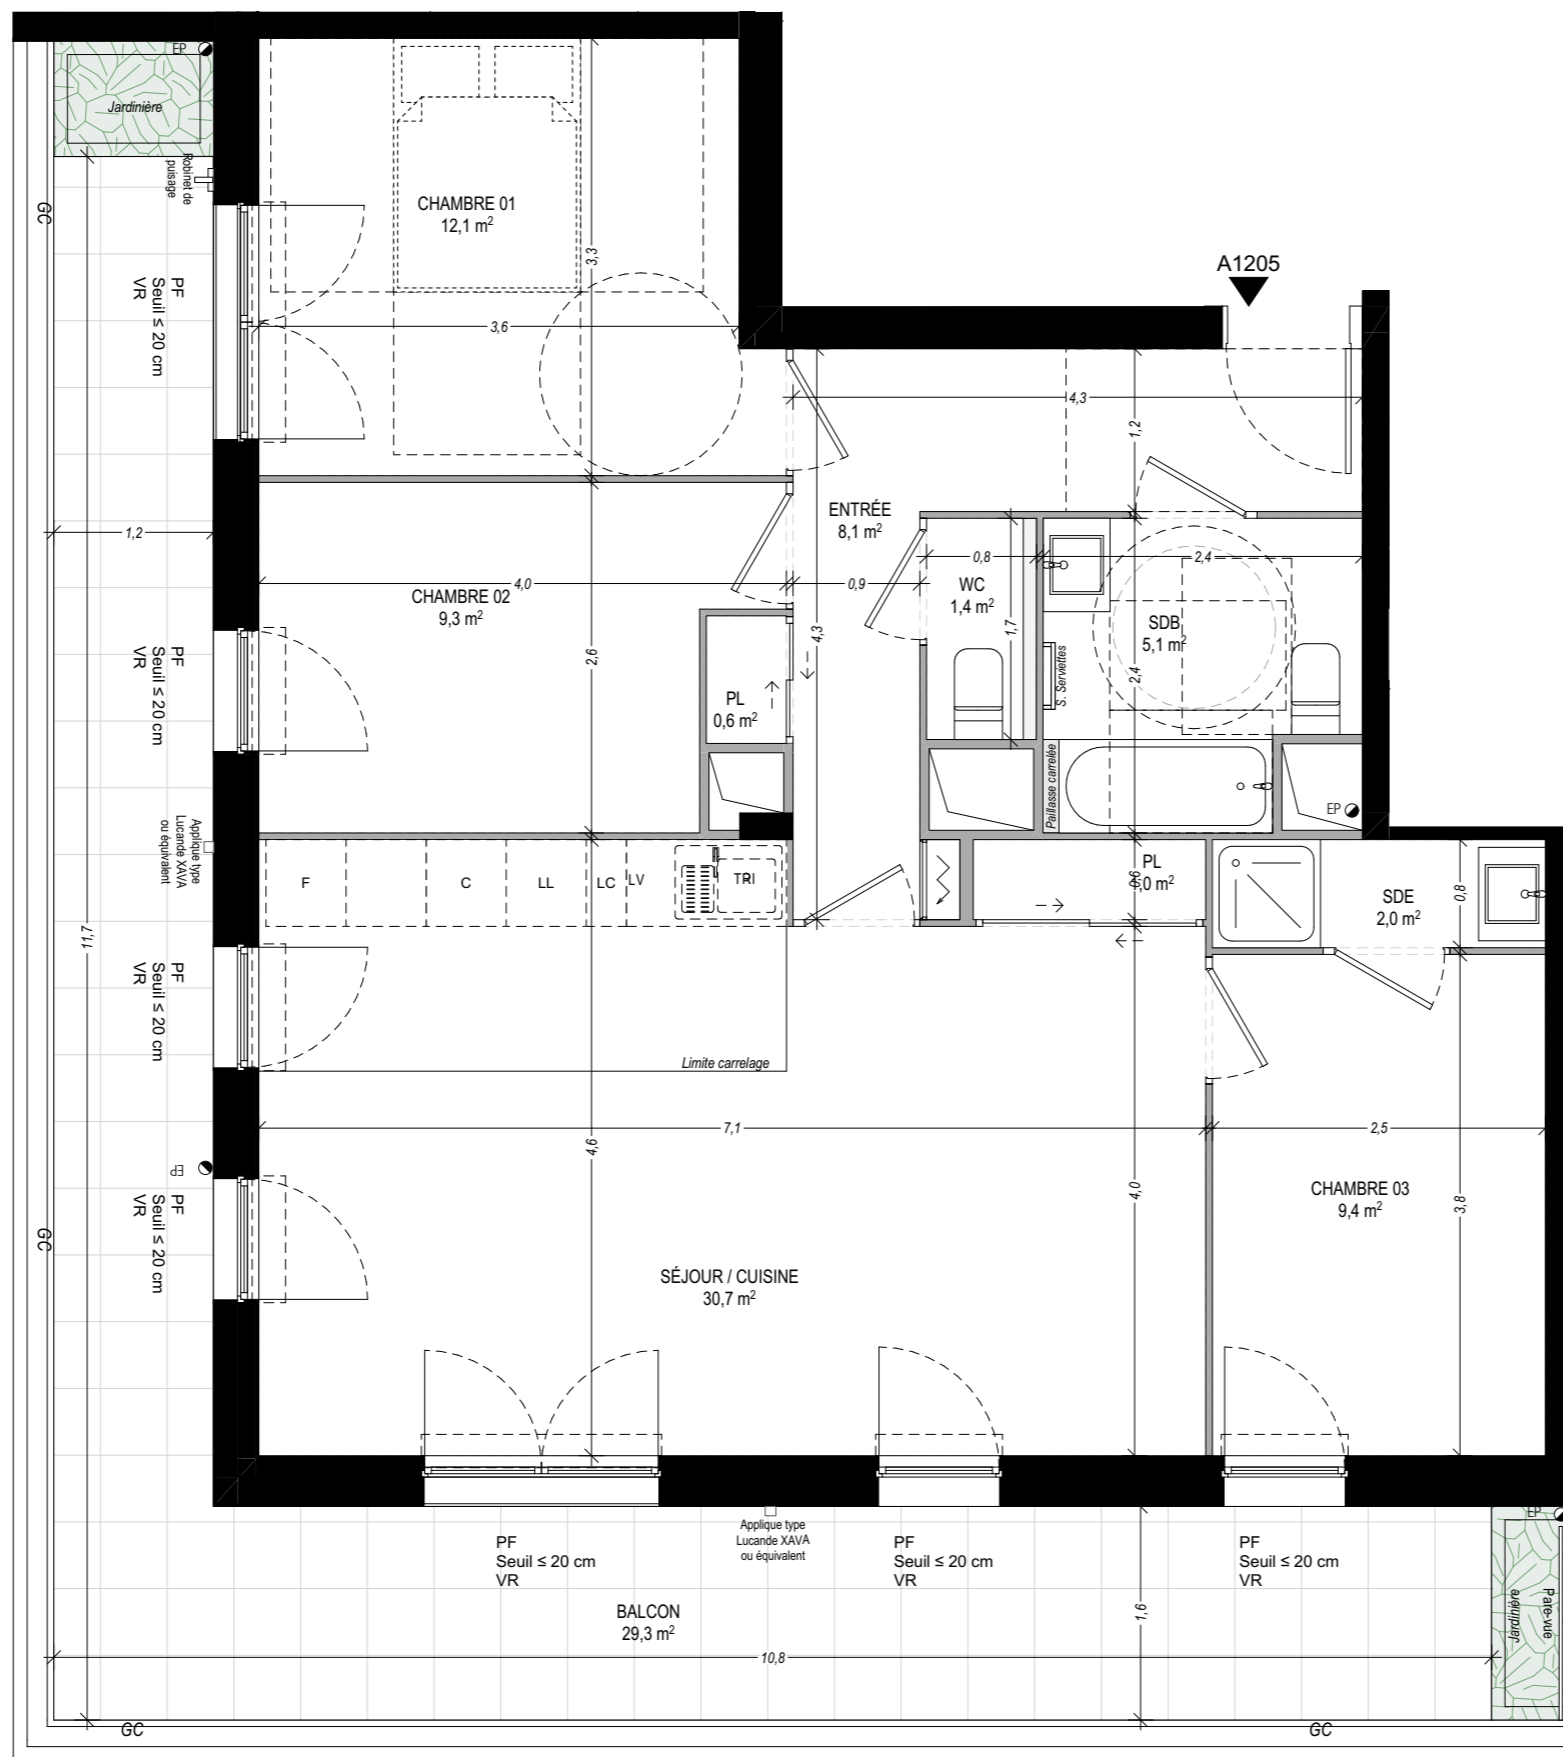 EP
Jardinière
Robinet de
puisage
GC
CHAMBRE 01
12,1 m²
3,3
3,6
PF
Seuil ≤ 20 cm
VR
A1205
4,3
1,2
ENTRÉE
8,1 m²
1,2
4,0
CHAMBRE 02
9,3 m²
0,9
0,8
WC
1,4 m²
1,7
2,4
SDB
5,1 m²
S. Serviettes
2,4
4,3
2,6
PF
Seuil ≤ 20 cm
VR
PL
0,6 m²
Paillasse carrelée
EP
Applique type
Lucande XAVA
ou équivalent
F
C
LL
LC
LV
TRI
PL
,0 m²
0,6
SDE
2,0 m²
0,8
11,7
PF
Seuil ≤ 20 cm
VR
Limite carrelage
7,1
4,6
2,5
4,0
3,8
CHAMBRE 03
9,4 m²
EP
PF
Seuil ≤ 20 cm
VR
GC
SÉJOUR / CUISINE
30,7 m²
Applique type
Lucande XAVA
ou équivalent
PF
Seuil ≤ 20 cm
VR
PF
Seuil ≤ 20 cm
VR
PF
Seuil ≤ 20 cm
VR
EP
Jardinière
Pare-vue
BALCON
29,3 m²
1,6
10,8
GC
GC